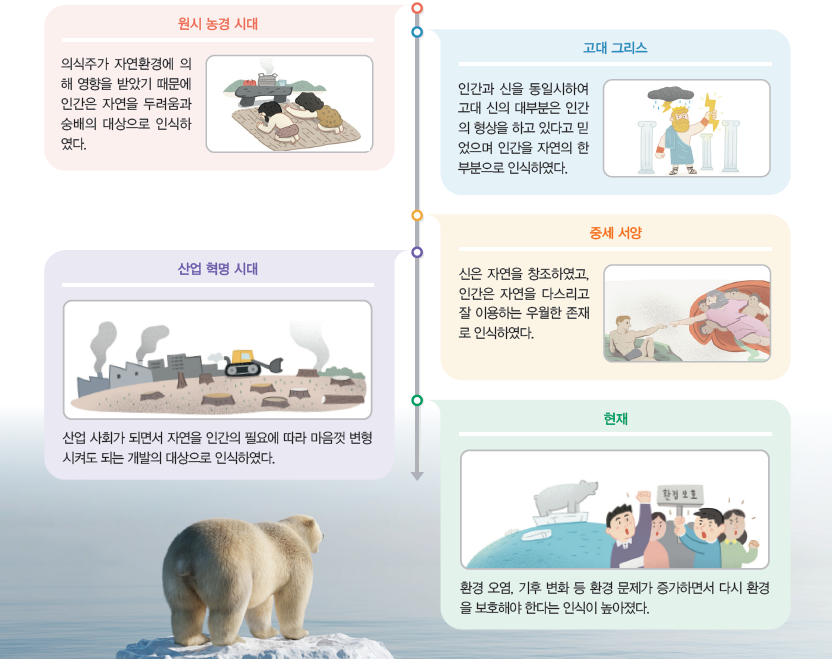 원시 농경 시대
의식주가 자연환경에 의
해 영향을 받았기 때문에
인간은 자연을 두려움과
숭배의 대상으로 인식하
였다.
고대 그리스
인간과 신을 동일시하여
고대 신의 대부분은 인간
의 형상을 하고 있다고 믿
었으며 인간을 자연의 한
부분으로 인식하였다.
중세 서양
신은 자연을 창조하였고,
인간은 자연을 다스리고
잘 이용하는 우월한 존재
로 인식하였다.
산업 혁명 시대
산업 사회가 되면서 자연을 인간의 필요에 따라 마음껏 변형
시켜도 되는 개발의 대상으로 인식하였다.
현재
환경보호
환경 오염, 기후 변화 등 환경 문제가 증가하면서 다시 환경
을 보호해야 한다는 인식이 높아졌다.